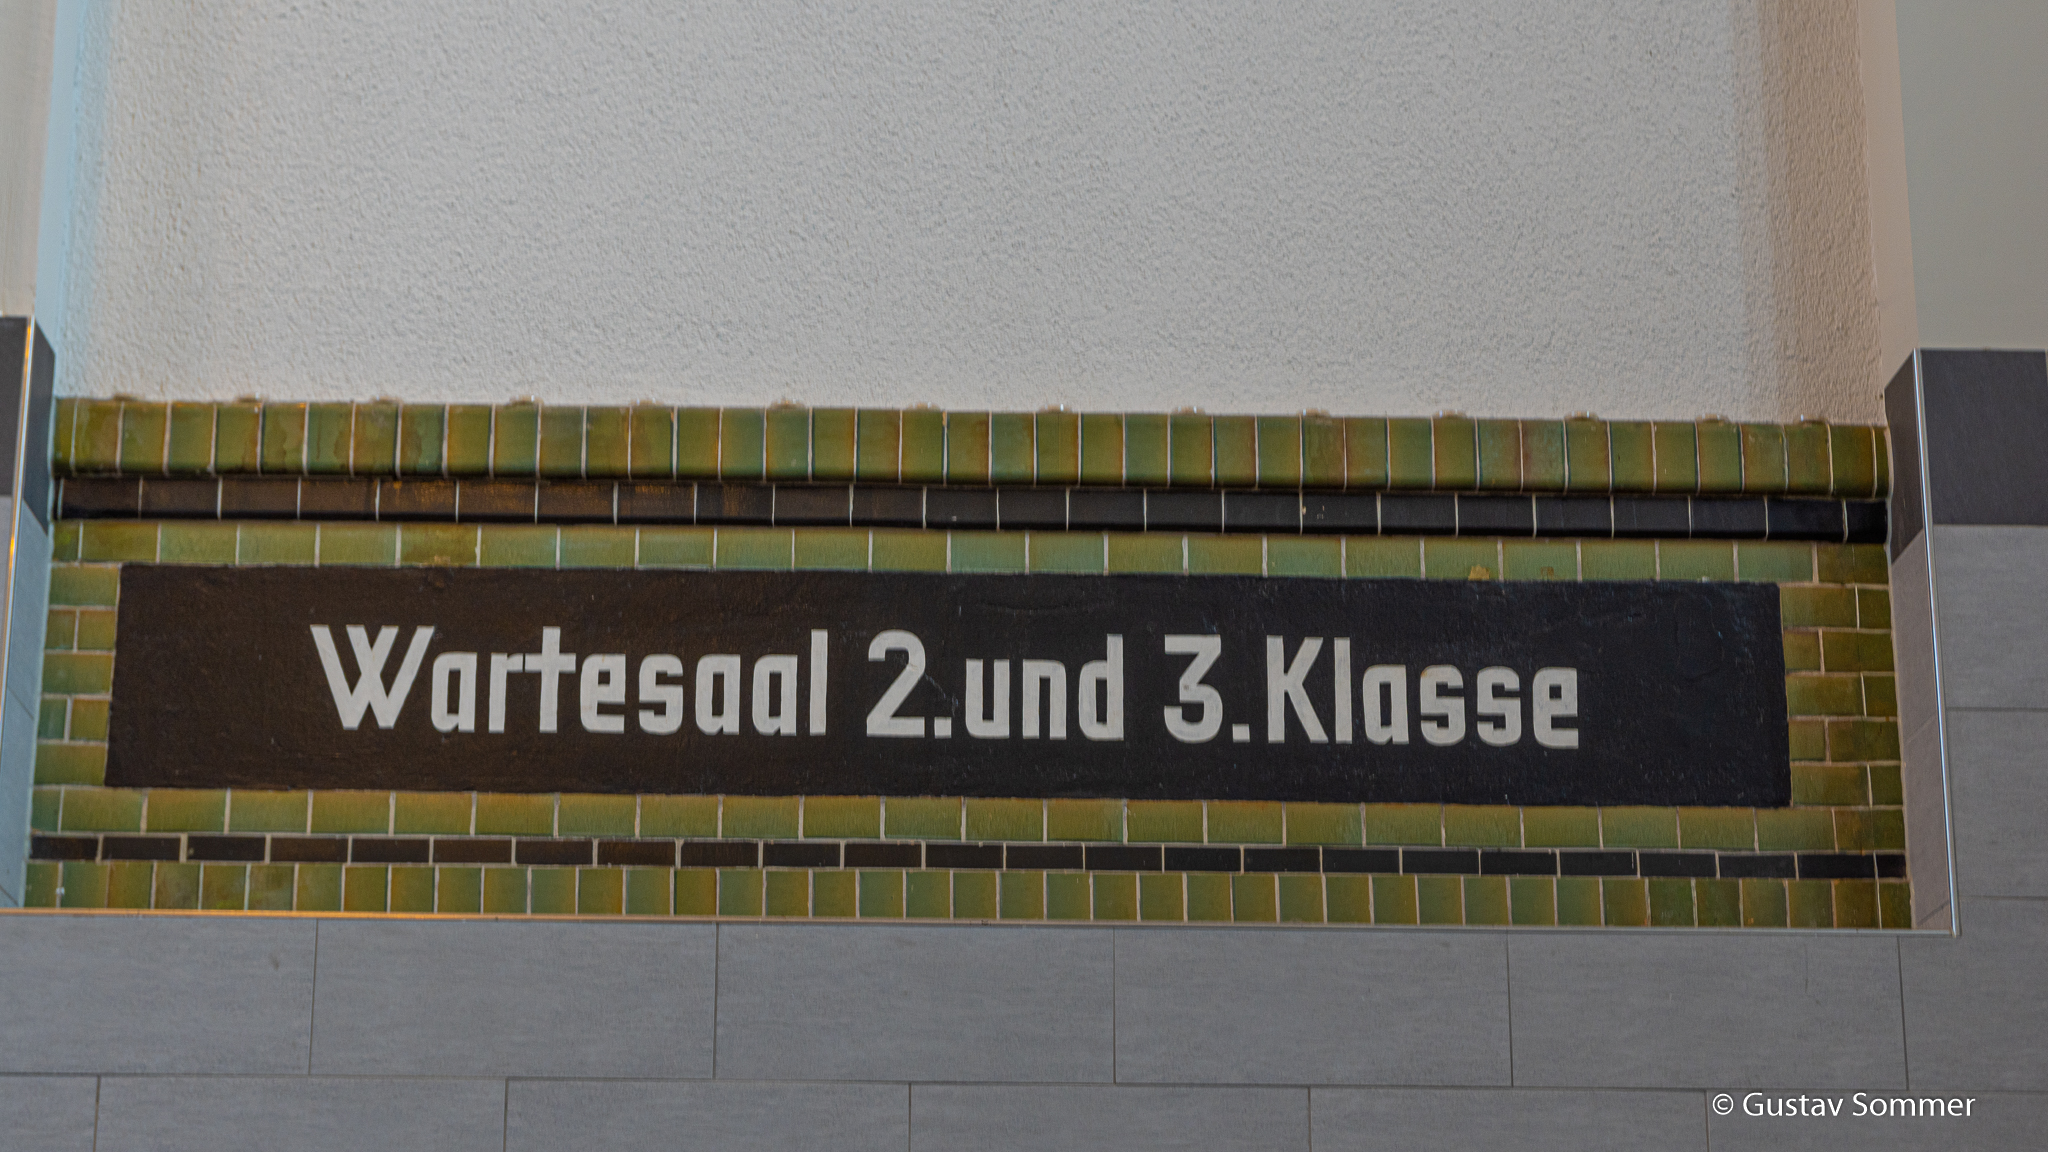 Wartesaal 2.und 3.Klasse
© Gustav Sommer